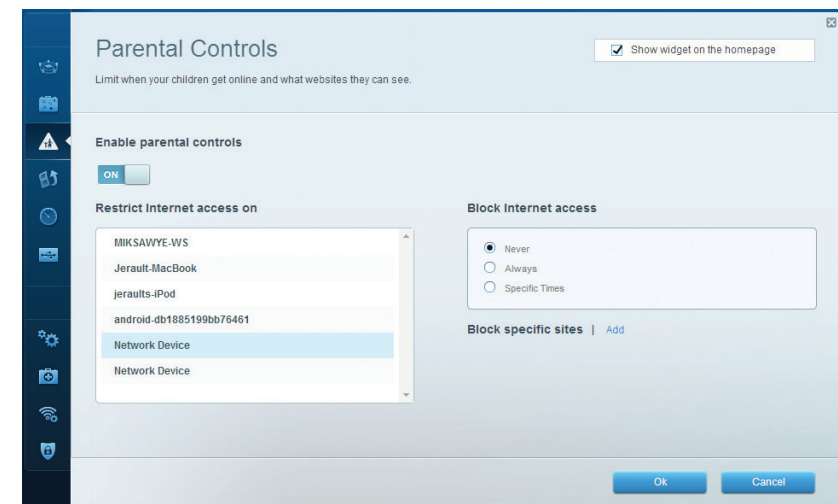 Parental Controls
Show widget on the homepage
Limit when your children get online and what websites they can see.
Enable parental controls
ON
Restrict Internet access on
MIKSAWYE-WS
Jerault-MacBook
jeraults-iPod
android-db1885199bb76461
Network Device
Network Device
Block Internet access
Never
Always
Specific Times
Block specific sites | Add
Ok
Cancel